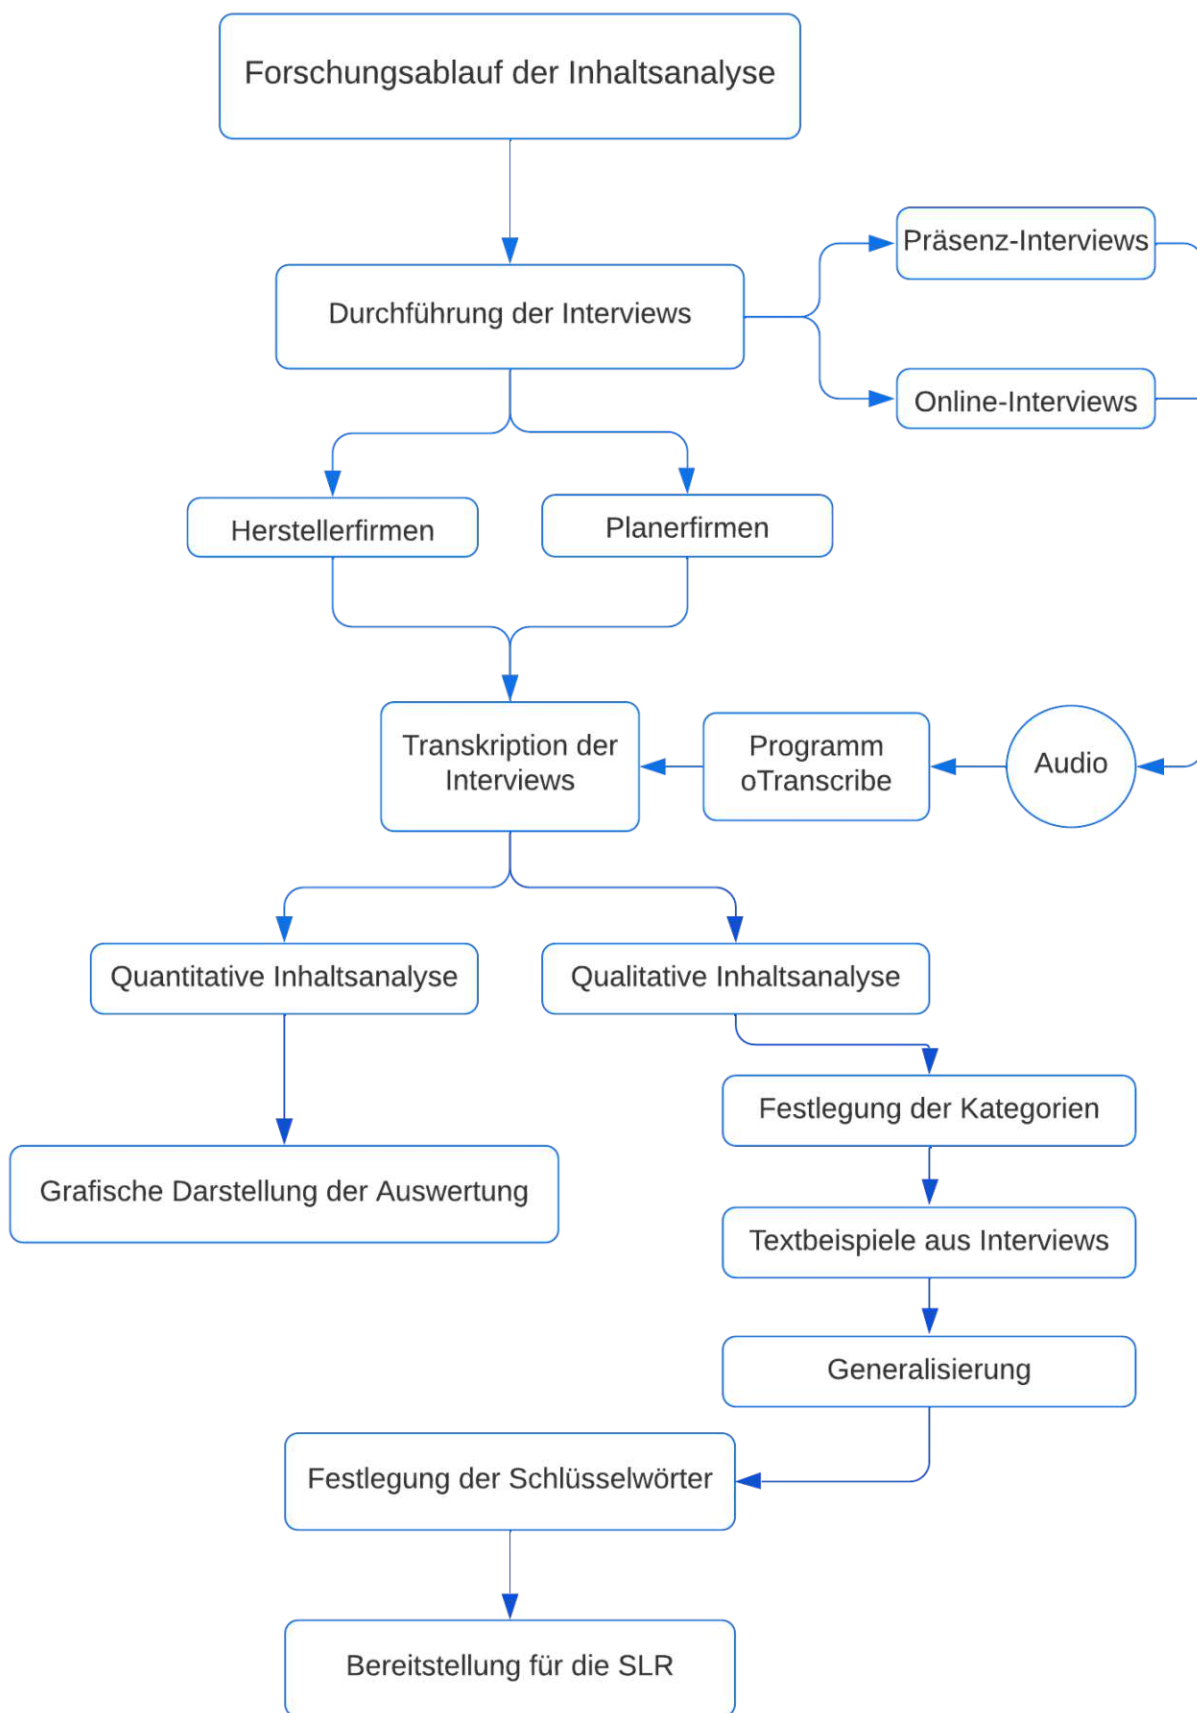 Forschungsablauf der Inhaltsanalyse
Präsenz-Interviews
Durchführung der Interviews
Online-Interviews
Herstellerfirmen
Planerfirmen
Transkription der
Interviews
Programm
oTranscribe
Audio
Quantitative Inhaltsanalyse
Qualitative Inhaltsanalyse
Festlegung der Kategorien
Grafische Darstellung der Auswertung
Textbeispiele aus Interviews
Generalisierung
Festlegung der Schlüsselwörter
Bereitstellung für die SLR